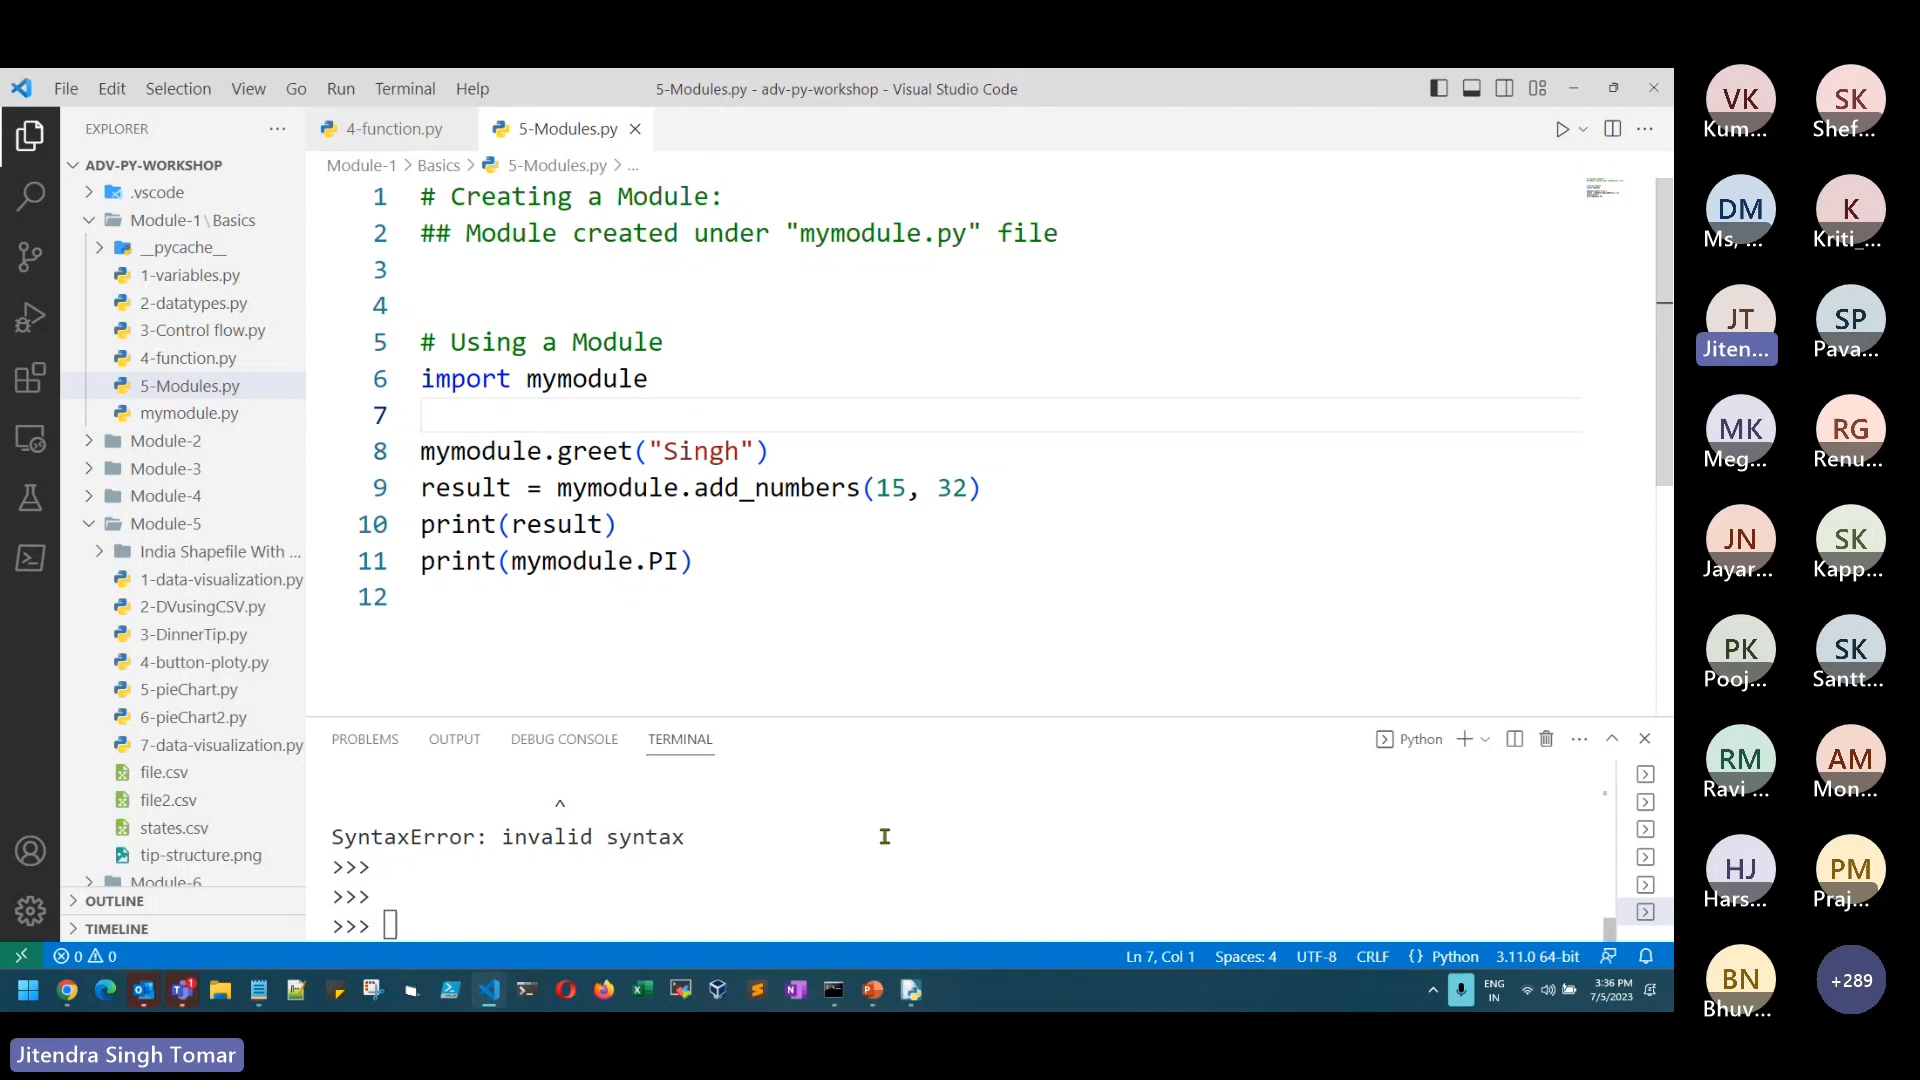 File Edit Selection View Go Run Terminal Help
5-Modules.py - adv-py-workshop - Visual Studio Code
EXPLORER
ADV-PY-WORKSHOP
.vscode
Module-1\Basics
__pycache__
1-variables.py
2-datatypes.py
3-Control flow.py
4-function.py
5-Modules.py
mymodule.py
Module-2
Module-3
Module-4
Module-5
India Shapefile With ...
1-data-visualization.py
2-DVusingCSV.py
3-DinnerTip.py
4-button-ploty.py
5-pieChart.py
6-pieChart2.py
7-data-visualization.py
file.csv
file2.csv
states.csv
tip-structure.png
Module-6
OUTLINE
TIMELINE
4-function.py 5-Modules.py
Module-1 > Basics > 5-Modules.py > ...
1 # Creating a Module:
2 ## Module created under "mymodule.py" file
3
4
5 # Using a Module
6 import mymodule
7
8 mymodule.greet("Singh")
9 result = mymodule.add_numbers(15, 32)
10 print(result)
11 print(mymodule.PI)
12
PROBLEMS OUTPUT DEBUG CONSOLE TERMINAL
Python
^
SyntaxError: invalid syntax
>>>
>>>
>>>
0 0
Ln 7, Col 1 Spaces: 4 UTF-8 CRLF {} Python 3.11.0 64-bit
ENG
IN
3:36 PM
7/5/2023
VK SK
Kum... Shef...
DM K
Ms, ... Kriti_...
JT SP
Jiten... Pava...
MK RG
Meg... Renu...
JN SK
Jayar... Kapp...
PK SK
Pooj... Santt...
RM AM
Ravi ... Mon...
HJ PM
Hars... Praj...
BN +289
Bhuv...
Jitendra Singh Tomar